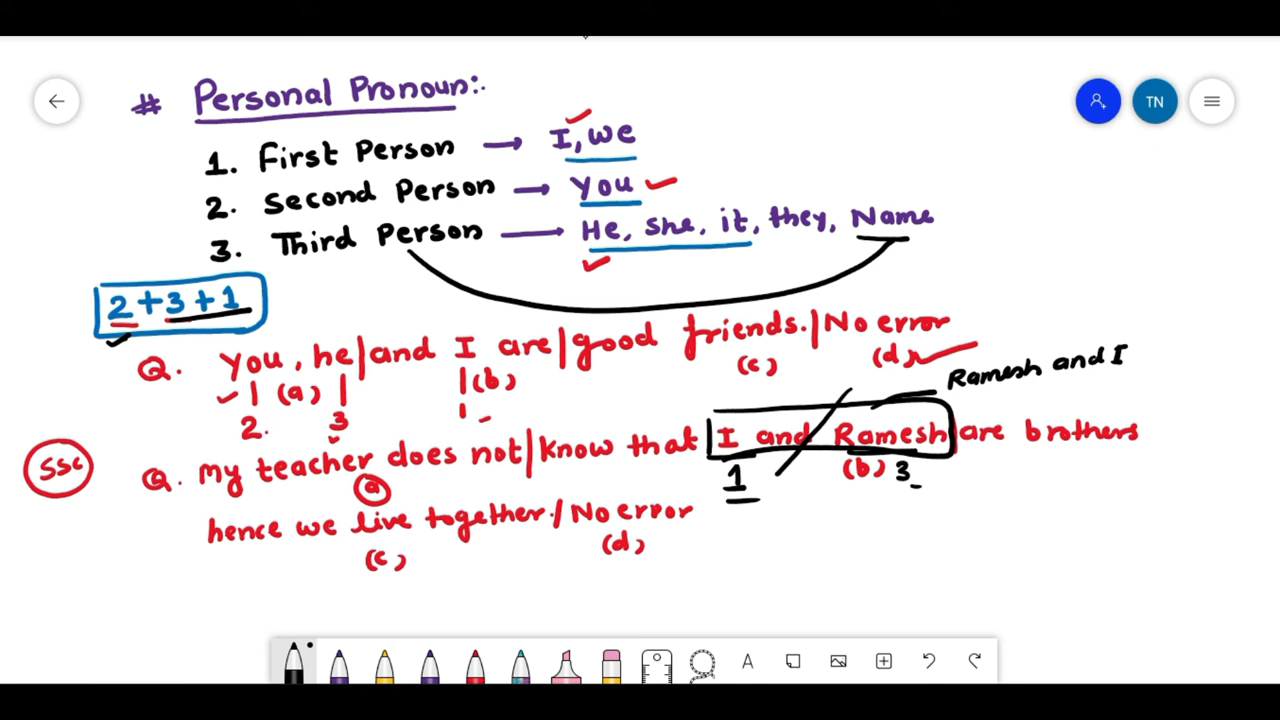 TN
# Personal Pronoun:-
1. First Person → I, we
2. Second Person → You
3. Third Person → He, she, it, they, Name
2+3+1
Q. You, he/and I are/good friends./No error
(a) (b) (c) (d)
2. 3 1
Ramesh and I
SSC
Q. My teacher does not/know that I and Ramesh are brothers
(a) 1 (b) 3
hence we live together./No error
(c) (d)
A